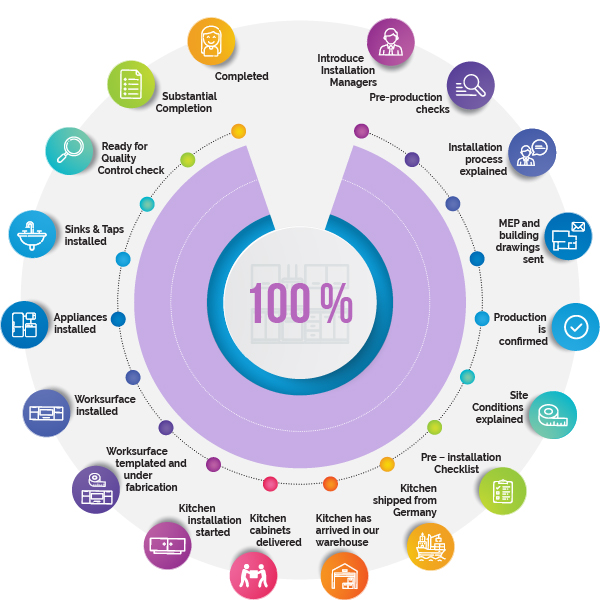 Introduce
Installation
Managers
Pre-production
checks
Installation
process
explained
MEP and
building
drawings
sent
Production
is
confirmed
Site
Conditions
explained
Pre – installation
Checklist
Kitchen
shipped from
Germany
Kitchen has
arrived in our
warehouse
Kitchen
cabinets
delivered
Kitchen
installation
started
Worksurface
templated and
under
fabrication
Worksurface
installed
Appliances
installed
Sinks & Taps
installed
Ready for
Quality
Control check
Substantial
Completion
Completed
100 %